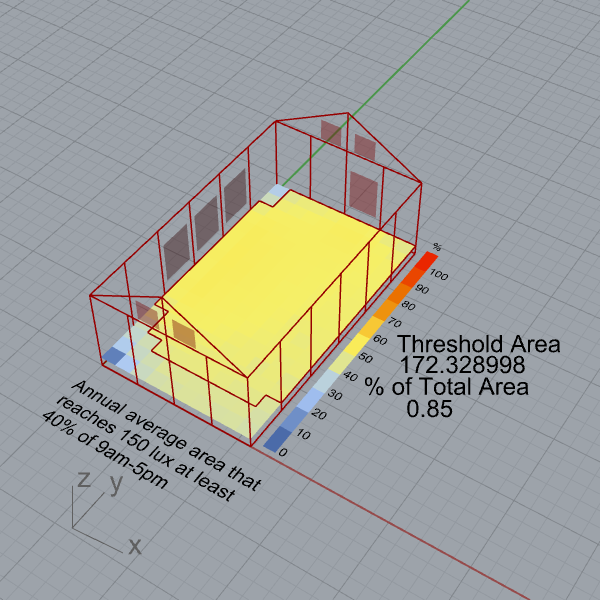 %
100
90
80
70
60
50
40
30
20
10
0
Threshold Area
172.328998
% of Total Area
0.85
Annual average area that
reaches 150 lux at least
40% of 9am-5pm
z
y
x